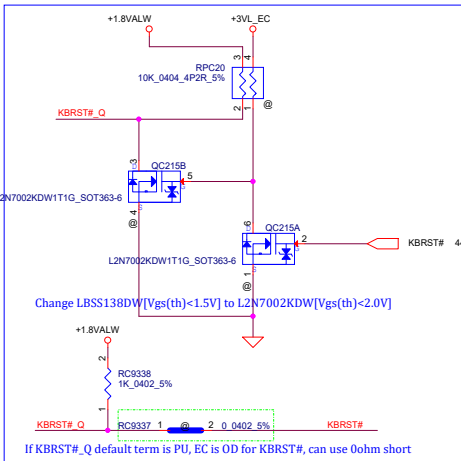 +1.8VALW +3VL_EC
3 4
RPC20
10K_0404_4P2R_5%
2 1
@
KBRST#_Q
3
QC215B
5
2N7002KDW1T1G_SOT363-6
@ 4
6
QC215A
2
KBRST# 44
L2N7002KDW1T1G_SOT363-6
@ 1
Change LBSS138DW[Vgs(th)<1.5V] to L2N7002KDW[Vgs(th)<2.0V]
+1.8VALW
2
RC9338
1K_0402_5%
1
KBRST#_Q RC9337 1 @ 2 0_0402_5% KBRST#
If KBRST#_Q default term is PU, EC is OD for KBRST#, can use 0ohm short